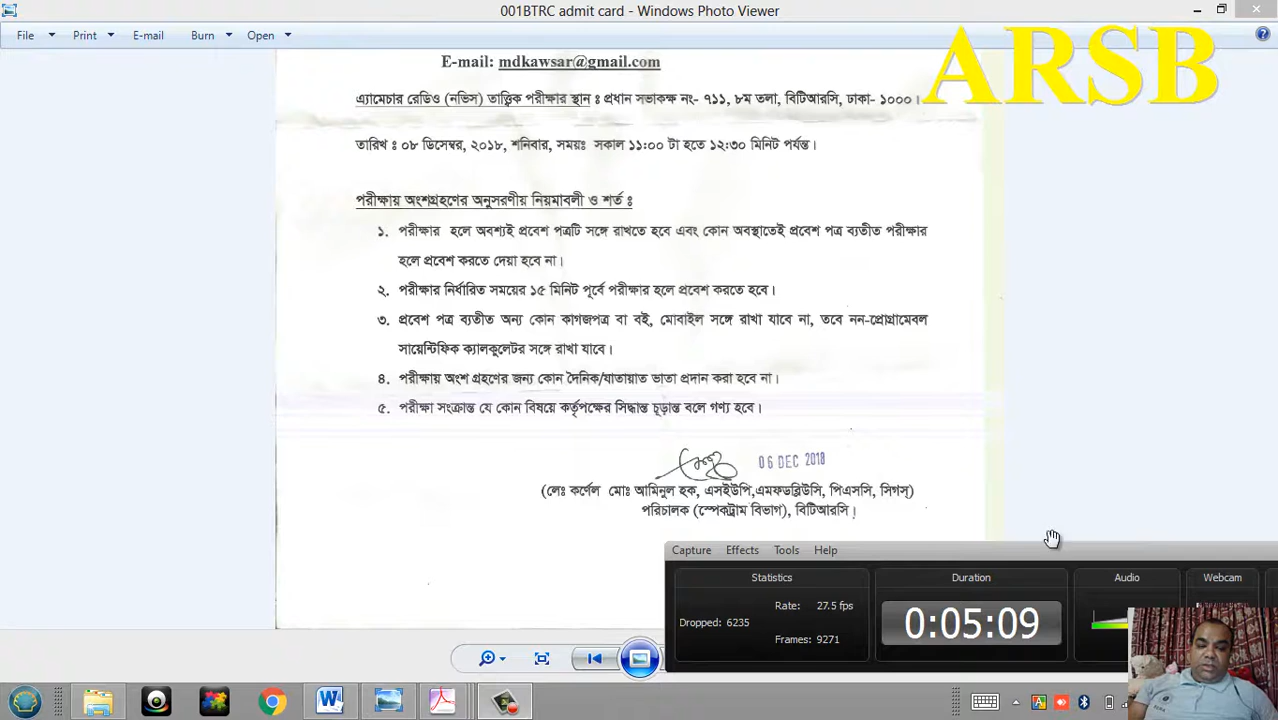 001BTRC admit card - Windows Photo Viewer
File Print E-mail Burn Open
ARSB
E-mail: mdkawsar@gmail.com
এ্যামেচার রেডিও (নভিস) তাত্ত্বিক পরীক্ষার স্থান ঃ প্রধান সভাকক্ষ নং- ৭১১, ৮ম তলা, বিটিআরসি, ঢাকা- ১০০০।
তারিখ ঃ ০৮ ডিসেম্বর, ২০১৮, শনিবার, সময়ঃ সকাল ১১:০০ টা হতে ১২:৩০ মিনিট পর্যন্ত।
পরীক্ষায় অংশগ্রহণের অনুসরণীয় নিয়মাবলী ও শর্ত ঃ
১. পরীক্ষার হলে অবশ্যই প্রবেশ পত্রটি সঙ্গে রাখতে হবে এবং কোন অবস্থাতেই প্রবেশ পত্র ব্যতীত পরীক্ষার
হলে প্রবেশ করতে দেয়া হবে না।
২. পরীক্ষার নির্ধারিত সময়ের ১৫ মিনিট পূর্বে পরীক্ষার হলে প্রবেশ করতে হবে।
৩. প্রবেশ পত্র ব্যতীত অন্য কোন কাগজপত্র বা বই, মোবাইল সঙ্গে রাখা যাবে না, তবে নন-প্রোগ্রামেবল
সায়েন্টিফিক ক্যালকুলেটর সঙ্গে রাখা যাবে।
৪. পরীক্ষায় অংশ গ্রহণের জন্য কোন দৈনিক/যাতায়াত ভাতা প্রদান করা হবে না।
৫. পরীক্ষা সংক্রান্ত যে কোন বিষয়ে কর্তৃপক্ষের সিদ্ধান্ত চূড়ান্ত বলে গণ্য হবে।
06 DEC 2018
(লেঃ কর্ণেল মোঃ আমিনুল হক, এসইউপি,এমফডব্লিউসি, পিএসসি, সিগস্)
পরিচালক (স্পেকট্রাম বিভাগ), বিটিআরসি।
Capture Effects Tools Help
Statistics Duration Audio Webcam
Rate: 27.5 fps
Dropped: 6235
0:05:09
Frames: 9271